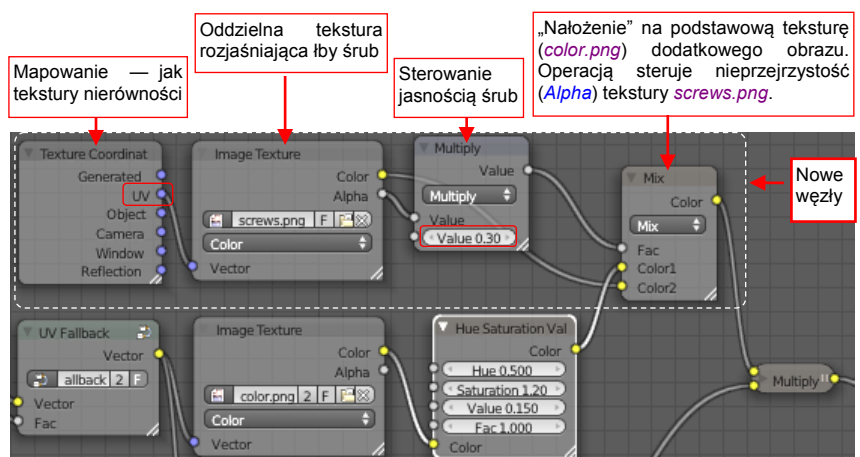 Mapowanie — jak
tekstury nierówności
Oddzielna tekstura
rozjaśniająca łby śrub
Sterowanie
jasnością śrub
„Nałożenie” na podstawową teksturę
(color.png) dodatkowego obrazu.
Operacją steruje nieprzejrzystość
(Alpha) tekstury screws.png.
Nowe
węzły
Texture Coordinat
Generated
UV
Object
Camera
Window
Reflection
Image Texture
Color
Alpha
screws.png F
Color
Vector
Multiply
Value
Multiply
Value
Value 0.30
Mix
Color
Mix
Fac
Color1
Color2
UV Fallback
Vector
allback 2 F
Vector
Fac
Image Texture
Color
Alpha
color.png 2 F
Color
Vector
Hue Saturation Val
Color
Hue 0.500
Saturation 1.20
Value 0.150
Fac 1.000
Color
Multiply